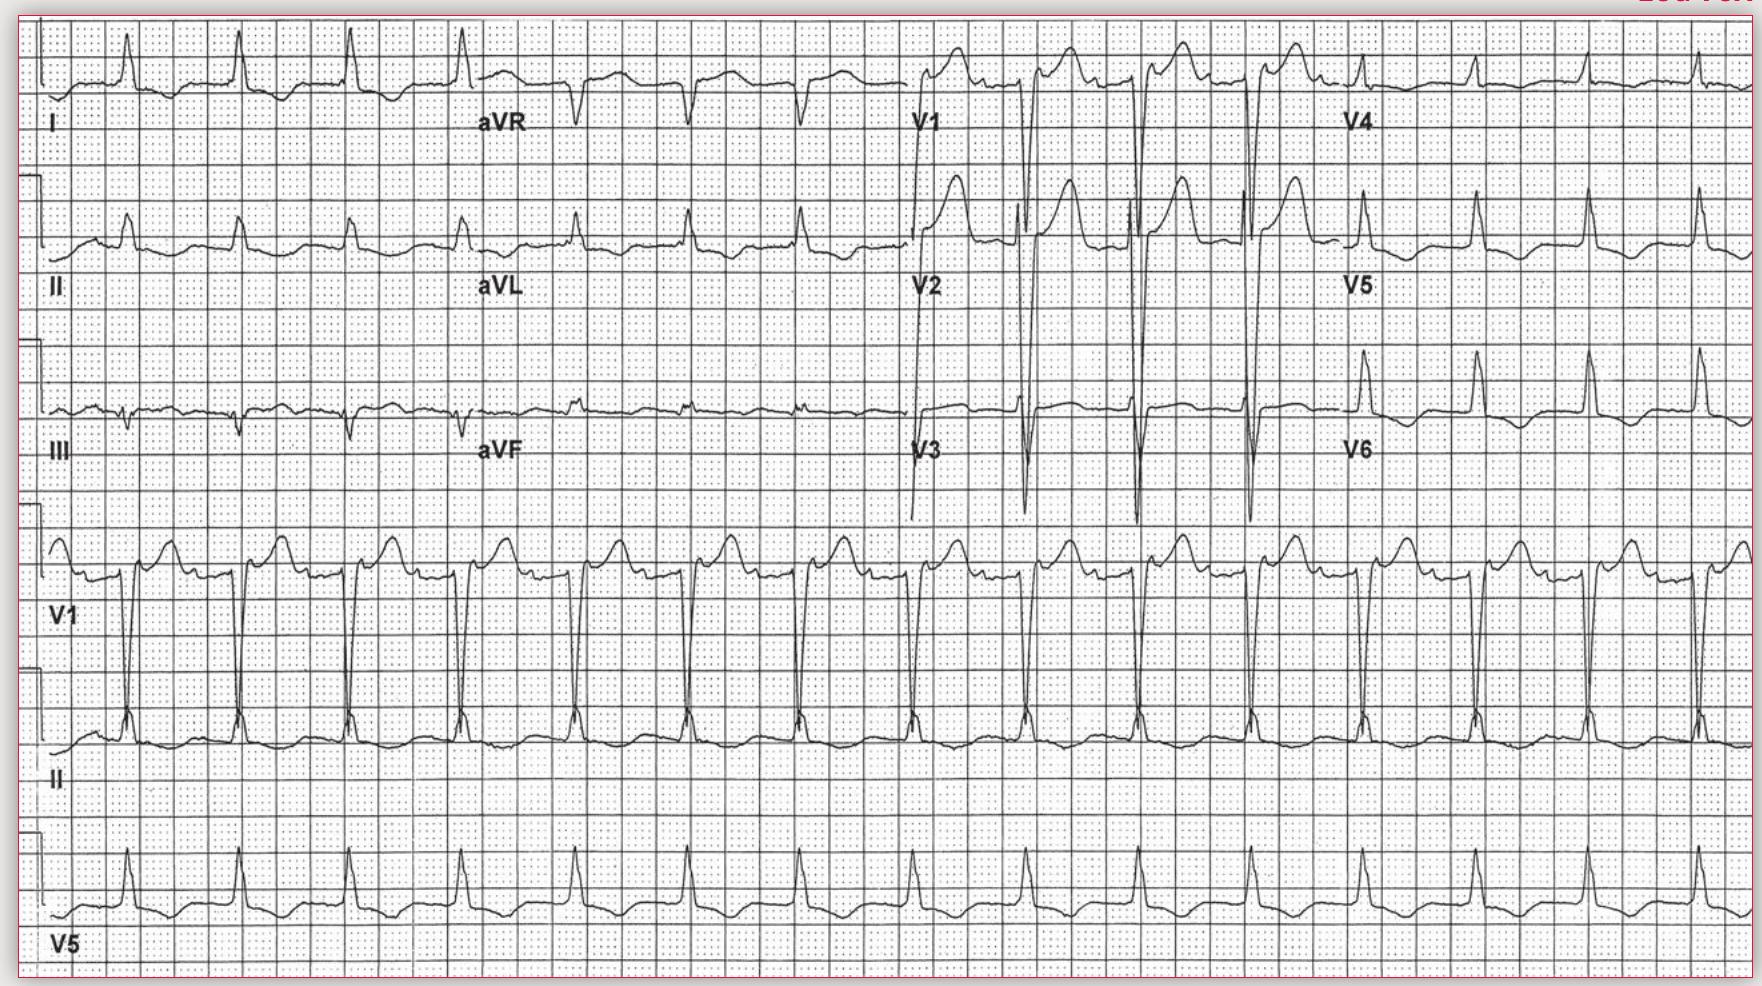 I aVR V1 V4
II aVL V2 V5
III aVF V3 V6
V1
II
V5